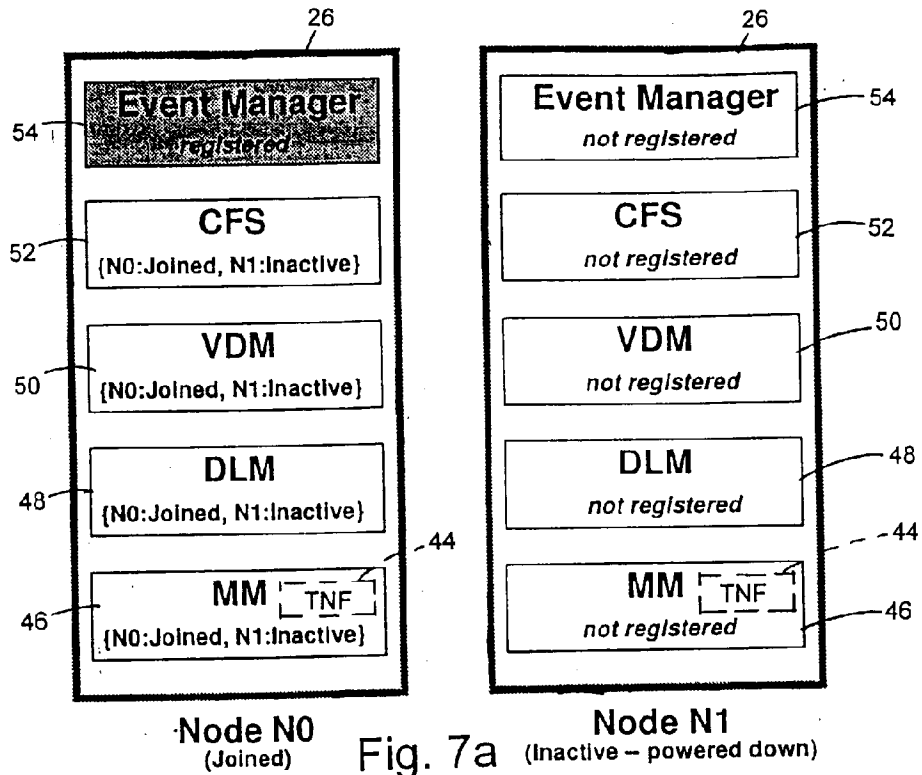 26
Event Manager
registered
54
CFS
{N0:Joined, N1:Inactive}
52
VDM
{N0:Joined, N1:Inactive}
50
DLM
{N0:Joined, N1:Inactive}
48
44
MM
TNF
{N0:Joined, N1:Inactive}
46
Node N0
(Joined)
26
Event Manager
not registered
54
CFS
not registered
52
VDM
not registered
50
DLM
not registered
48
44
MM
TNF
not registered
46
Node N1
(Inactive – powered down)
Fig. 7a